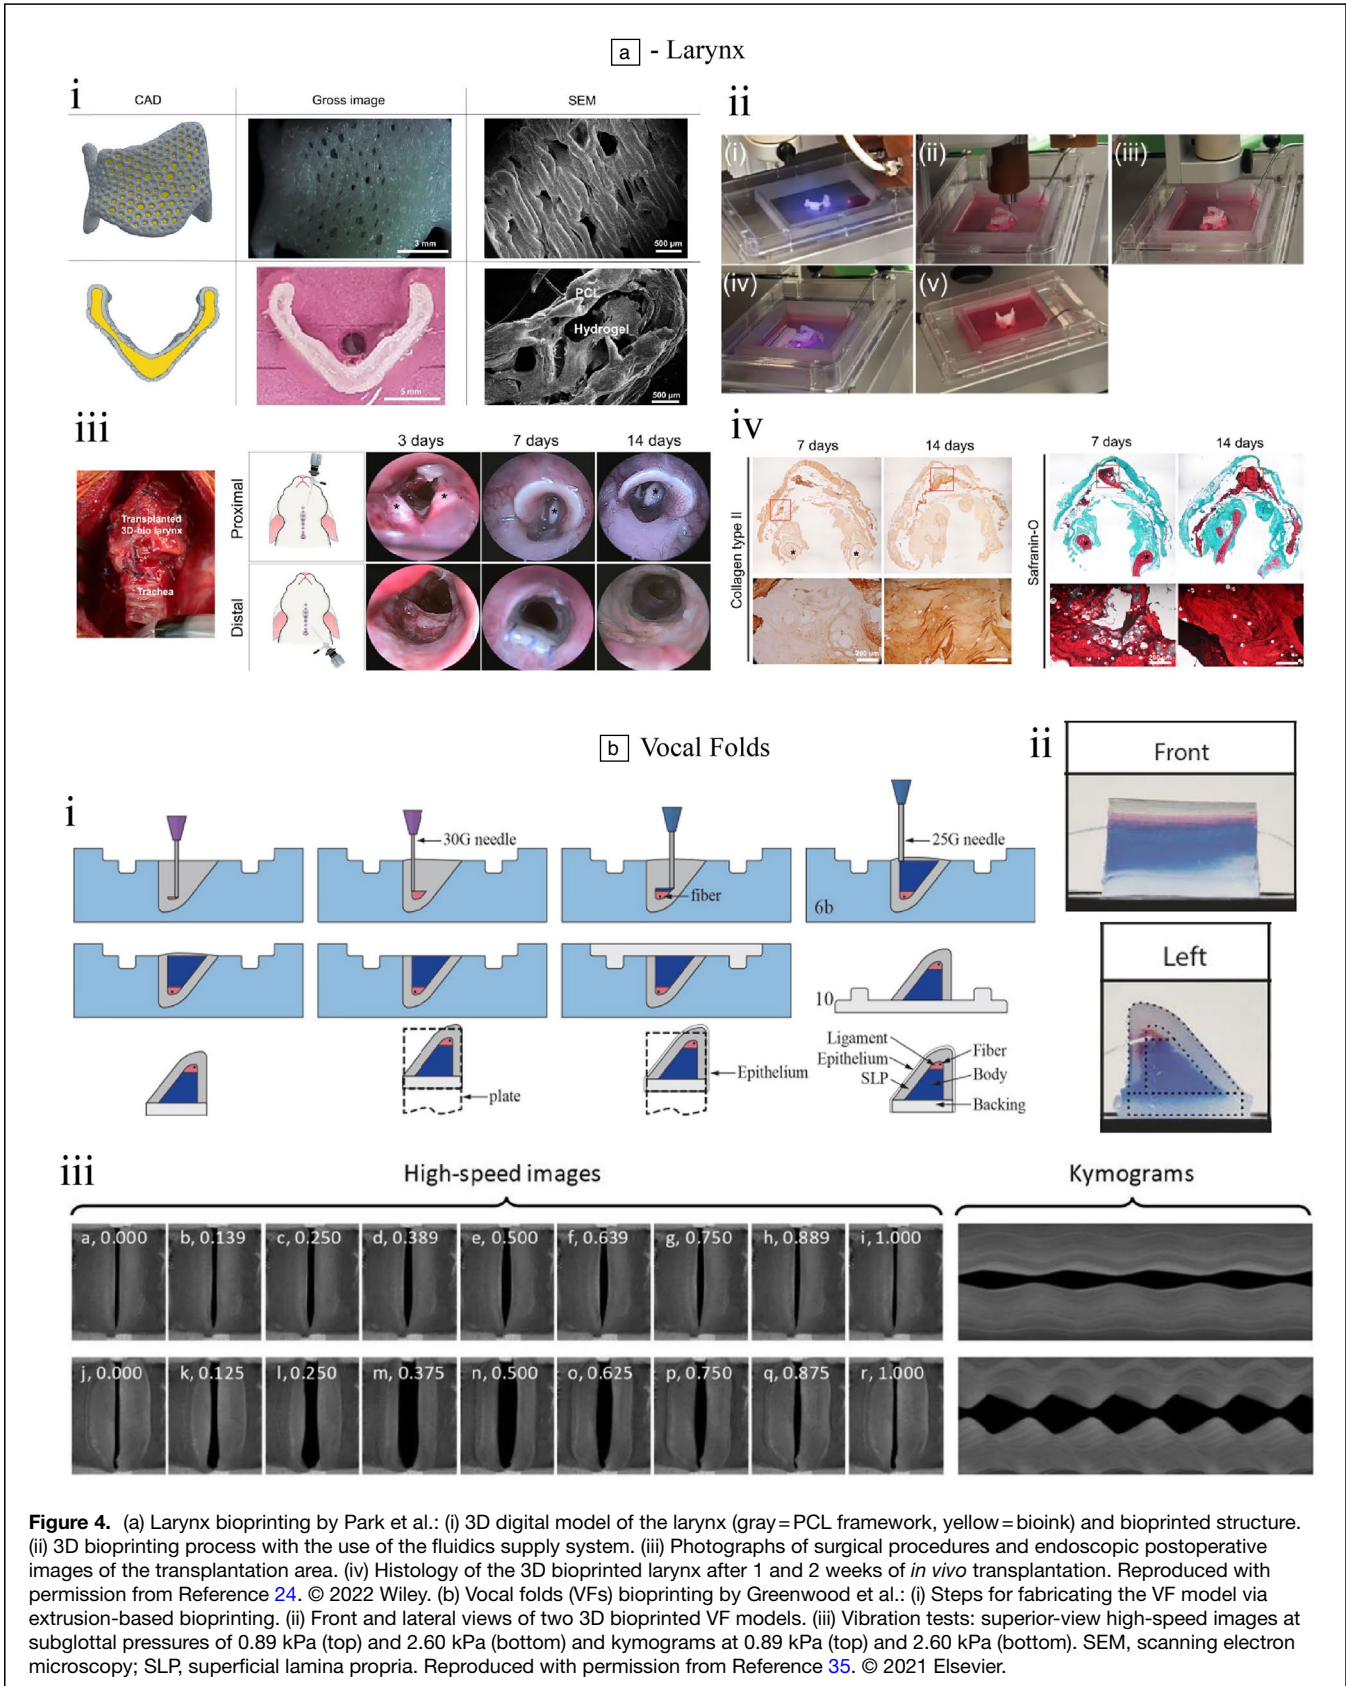 a - Larynx
i
CAD
Gross image
SEM
3 mm
500 µm
5 mm
PCL
Hydrogel
500 µm
ii
(i)
(ii)
(iii)
(iv)
(v)
iii
Transplanted
3D-bio larynx
Trachea
3 days
7 days
14 days
Proximal
*
*
*
*
Distal
iv
7 days
14 days
Collagen type II
*
*
200 µm
7 days
14 days
Safranin-O
*
*
200 µm
b Vocal Folds
i
30G needle
fiber
25G needle
6b
10
plate
Epithelium
Ligament
Epithelium
SLP
Fiber
Body
Backing
ii
Front
Left
iii
High-speed images
Kymograms
a, 0.000 b, 0.139 c, 0.250 d, 0.389 e, 0.500 f, 0.639 g, 0.750 h, 0.889 i, 1.000
j, 0.000 k, 0.125 l, 0.250 m, 0.375 n, 0.500 o, 0.625 p, 0.750 q, 0.875 r, 1.000
Figure 4. (a) Larynx bioprinting by Park et al.: (i) 3D digital model of the larynx (gray=PCL framework, yellow=bioink) and bioprinted structure.
(ii) 3D bioprinting process with the use of the fluidics supply system. (iii) Photographs of surgical procedures and endoscopic postoperative
images of the transplantation area. (iv) Histology of the 3D bioprinted larynx after 1 and 2 weeks of in vivo transplantation. Reproduced with
permission from Reference 24. © 2022 Wiley. (b) Vocal folds (VFs) bioprinting by Greenwood et al.: (i) Steps for fabricating the VF model via
extrusion-based bioprinting. (ii) Front and lateral views of two 3D bioprinted VF models. (iii) Vibration tests: superior-view high-speed images at
subglottal pressures of 0.89 kPa (top) and 2.60 kPa (bottom) and kymograms at 0.89 kPa (top) and 2.60 kPa (bottom). SEM, scanning electron
microscopy; SLP, superficial lamina propria. Reproduced with permission from Reference 35. © 2021 Elsevier.